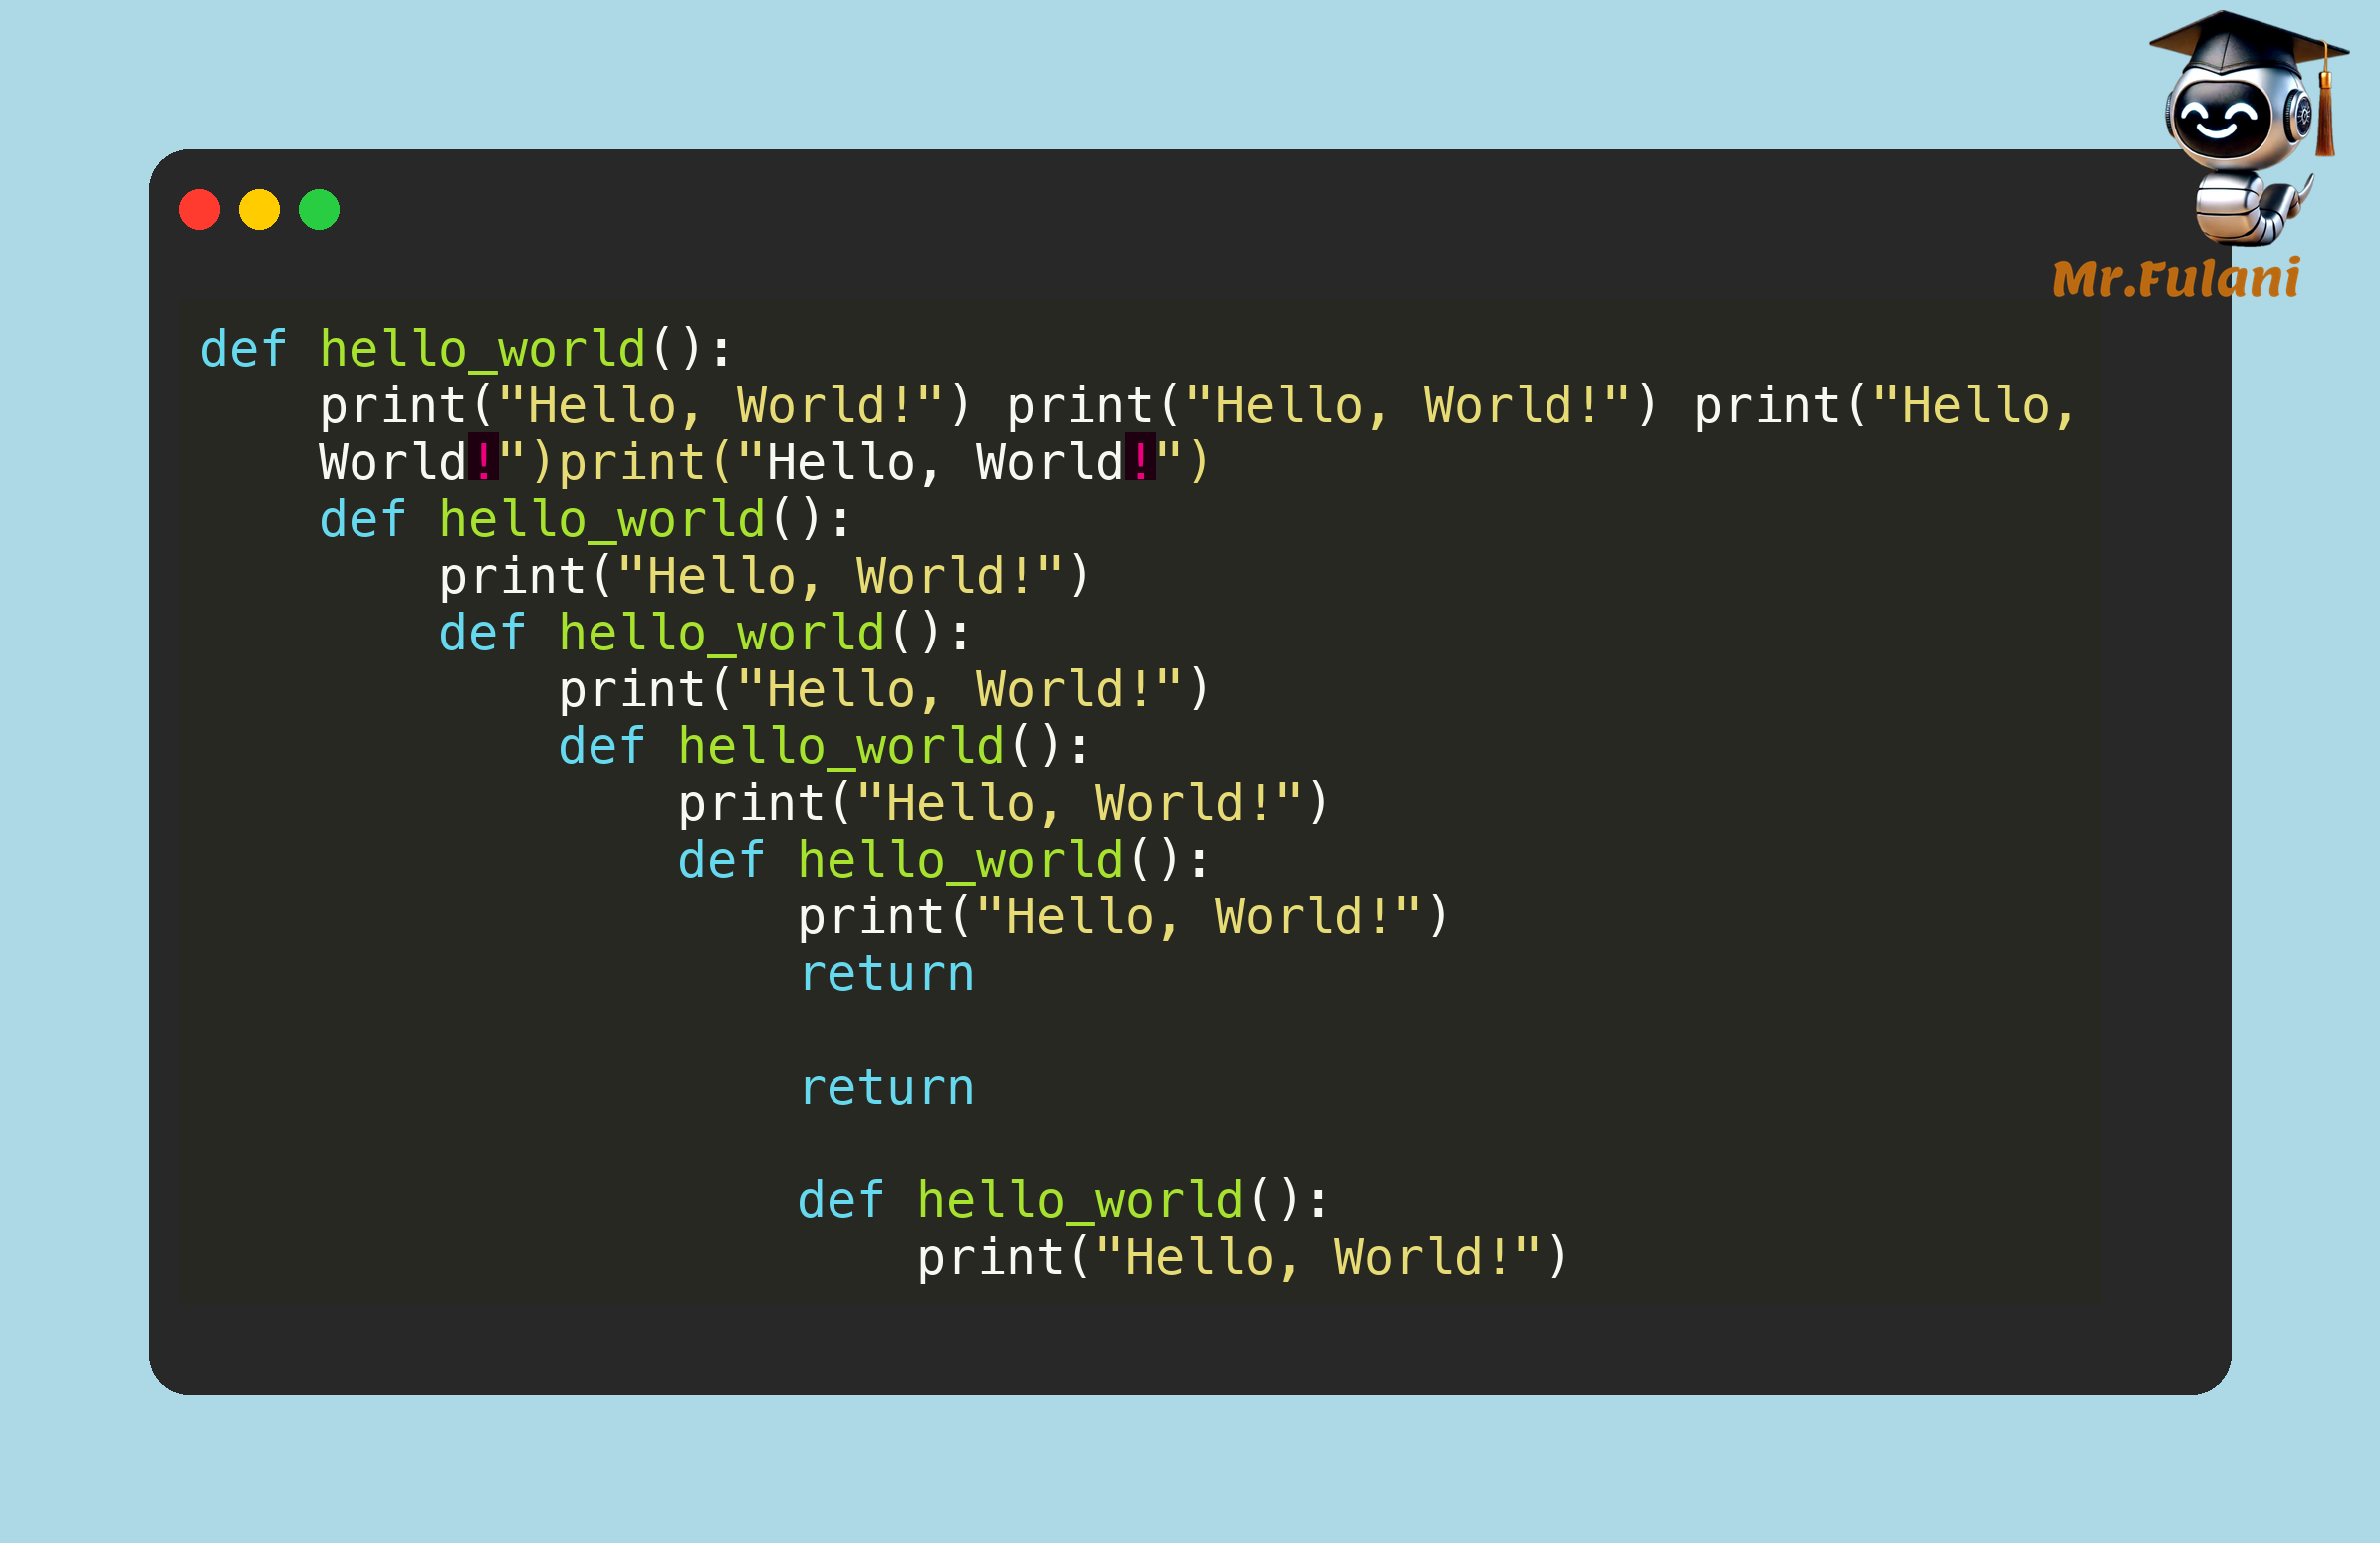 Mr.Fulani
def hello_world():
    print("Hello, World!") print("Hello, World!") print("Hello,
    World!")print("Hello, World!")
    def hello_world():
        print("Hello, World!")
        def hello_world():
            print("Hello, World!")
            def hello_world():
                print("Hello, World!")
                def hello_world():
                    print("Hello, World!")
                    return

                    return

                    def hello_world():
                        print("Hello, World!")